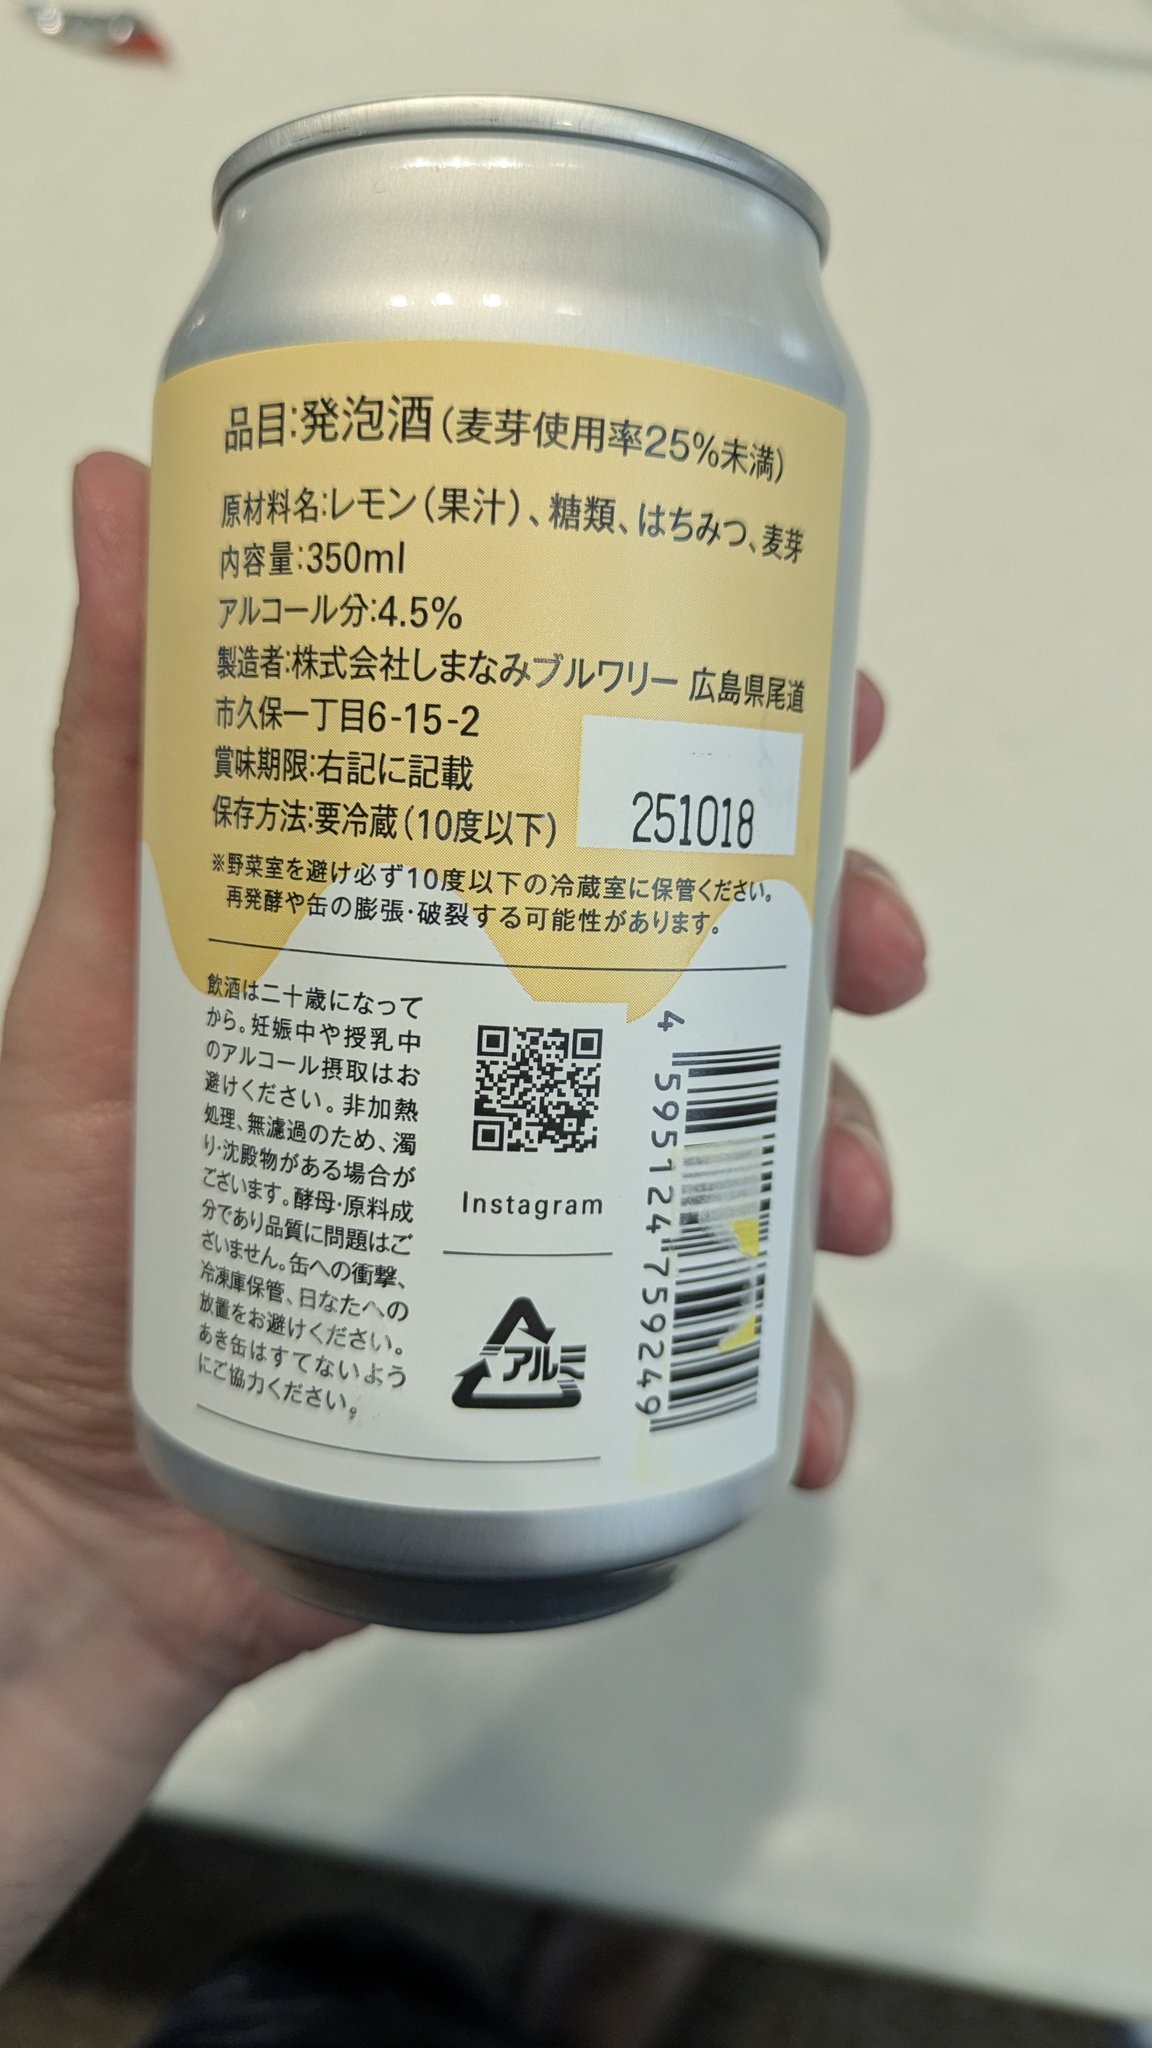 品目:発泡酒(麦芽使用率25%未満)
原材料名:レモン(果汁)、糖類、はちみつ、麦芽
内容量:350ml
アルコール分:4.5%
製造者:株式会社しまなみブルワリー 広島県尾道
市久保一丁目6-15-2
賞味期限:右記に記載
251018
保存方法:要冷蔵(10度以下)
※野菜室を避け必ず10度以下の冷蔵室に保管ください。
再発酵や缶の膨張・破裂する可能性があります。
飲酒は二十歳になって
から。妊娠中や授乳中
のアルコール摂取はお
避けください。非加熱
処理、無濾過のため、濁
り・沈殿物がある場合が
ございます。酵母・原料成
分であり品質に問題はご
ざいません。缶への衝撃、
冷凍庫保管、日なたへの
放置をお避けください。
あき缶はすてないよう
にご協力ください。
Instagram
アルミ
4 595124 759249